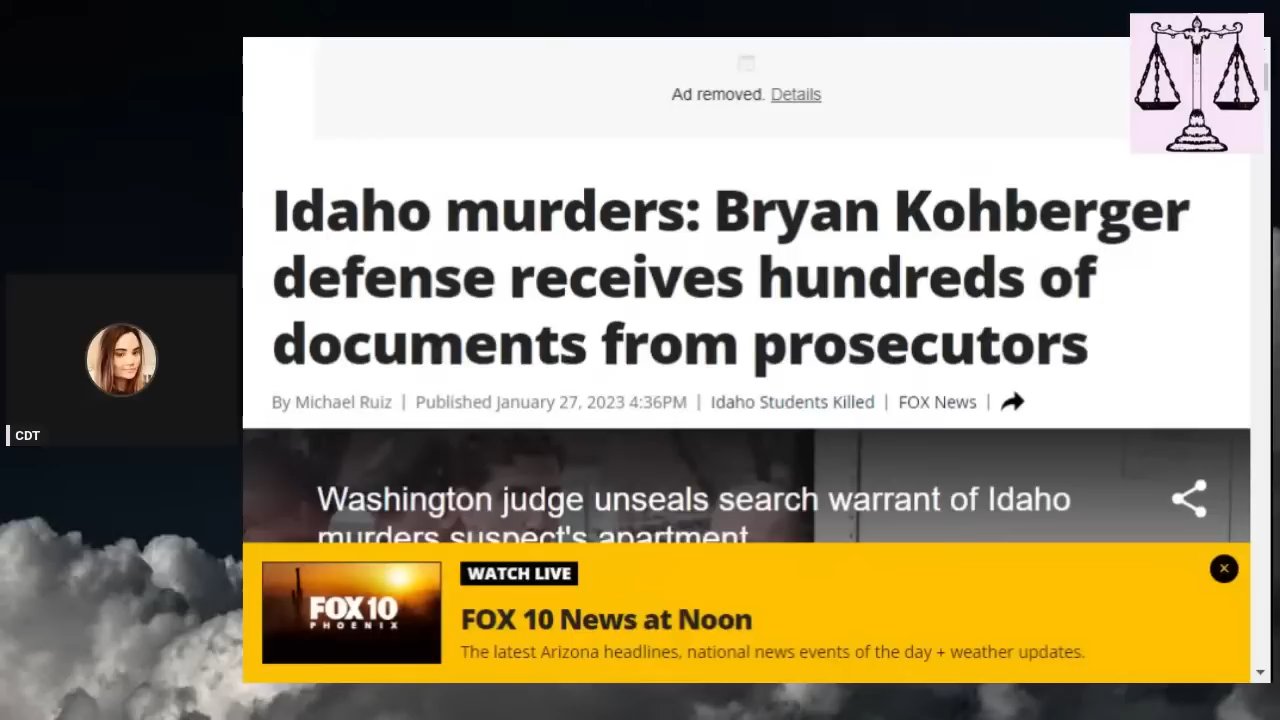 Ad removed. Details
Idaho murders: Bryan Kohberger
defense receives hundreds of
documents from prosecutors
By Michael Ruiz | Published January 27, 2023 4:36PM | Idaho Students Killed | FOX News |
Washington judge unseals search warrant of Idaho
murders suspect's apartment
CDT
WATCH LIVE
FOX 10
PHOENIX
FOX 10 News at Noon
The latest Arizona headlines, national news events of the day + weather updates.